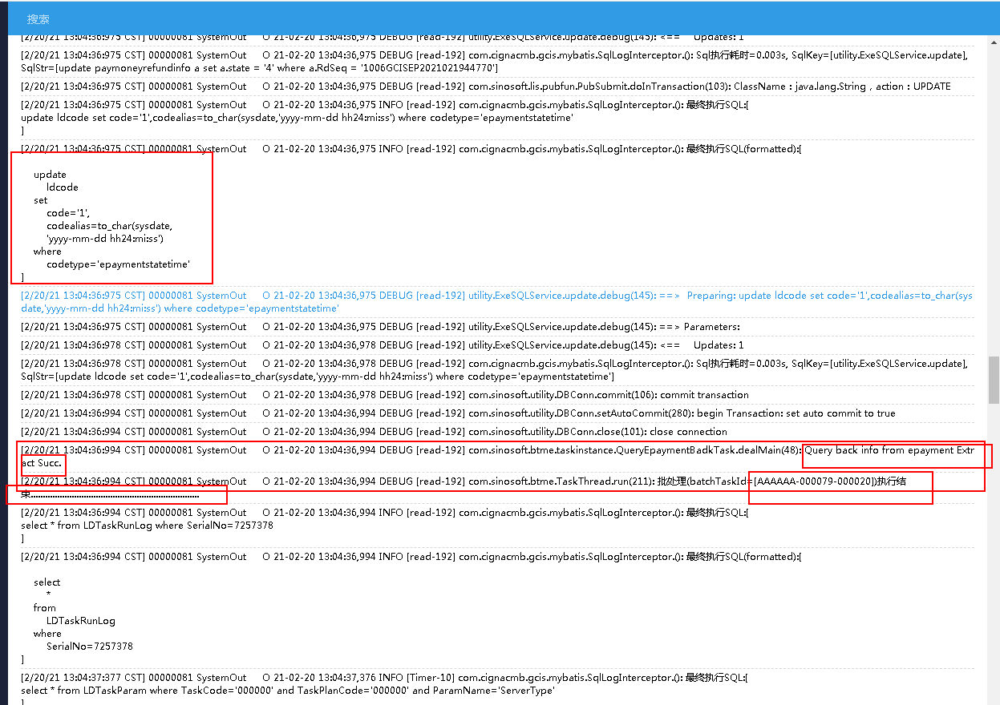 搜索
[2/20/21 13:04:36:975 CST] 00000081 SystemOut O 21-02-20 13:04:36,975 DEBUG [read-192] utility.ExeSQLService.update.debug(145): <== Updates: 1
[2/20/21 13:04:36:975 CST] 00000081 SystemOut O 21-02-20 13:04:36,975 DEBUG [read-192] com.cignacmb.gcis.mybatis.SqlLogInterceptor.(): Sql执行耗时=0.003s, SqlKey=[utility.ExeSQLService.update],
SqlStr=[update paymoneyrefundinfo a set a.state = '4' where a.RdSeq = '1006GCISEP2021021944770']
[2/20/21 13:04:36:975 CST] 00000081 SystemOut O 21-02-20 13:04:36,975 DEBUG [read-192] com.sinosoft.lis.pubfun.PubSubmit.doInTransaction(103): ClassName : java.lang.String , action : UPDATE
[2/20/21 13:04:36:975 CST] 00000081 SystemOut O 21-02-20 13:04:36,975 INFO [read-192] com.cignacmb.gcis.mybatis.SqlLogInterceptor.(): 最终执行SQL:[
update ldcode set code='1',codealias=to_char(sysdate,'yyyy-mm-dd hh24:mi:ss') where codetype='epaymentstatetime'
]
[2/20/21 13:04:36:975 CST] 00000081 SystemOut O 21-02-20 13:04:36,975 INFO [read-192] com.cignacmb.gcis.mybatis.SqlLogInterceptor.(): 最终执行SQL(formatted):[
update
ldcode
set
code='1',
codealias=to_char(sysdate,
'yyyy-mm-dd hh24:mi:ss')
where
codetype='epaymentstatetime'
]
[2/20/21 13:04:36:975 CST] 00000081 SystemOut O 21-02-20 13:04:36,975 DEBUG [read-192] utility.ExeSQLService.update.debug(145): ==> Preparing: update ldcode set code='1',codealias=to_char(sys
date,'yyyy-mm-dd hh24:mi:ss') where codetype='epaymentstatetime'
[2/20/21 13:04:36:975 CST] 00000081 SystemOut O 21-02-20 13:04:36,975 DEBUG [read-192] utility.ExeSQLService.update.debug(145): ==> Parameters:
[2/20/21 13:04:36:978 CST] 00000081 SystemOut O 21-02-20 13:04:36,978 DEBUG [read-192] utility.ExeSQLService.update.debug(145): <== Updates: 1
[2/20/21 13:04:36:978 CST] 00000081 SystemOut O 21-02-20 13:04:36,978 DEBUG [read-192] com.cignacmb.gcis.mybatis.SqlLogInterceptor.(): Sql执行耗时=0.003s, SqlKey=[utility.ExeSQLService.update],
SqlStr=[update ldcode set code='1',codealias=to_char(sysdate,'yyyy-mm-dd hh24:mi:ss') where codetype='epaymentstatetime']
[2/20/21 13:04:36:978 CST] 00000081 SystemOut O 21-02-20 13:04:36,978 DEBUG [read-192] com.sinosoft.utility.DBConn.commit(106): commit transaction
[2/20/21 13:04:36:994 CST] 00000081 SystemOut O 21-02-20 13:04:36,994 DEBUG [read-192] com.sinosoft.utility.DBConn.setAutoCommit(280): begin Transaction: set auto commit to true
[2/20/21 13:04:36:994 CST] 00000081 SystemOut O 21-02-20 13:04:36,994 DEBUG [read-192] com.sinosoft.utility.DBConn.close(101): close connection
[2/20/21 13:04:36:994 CST] 00000081 SystemOut O 21-02-20 13:04:36,994 DEBUG [read-192] com.sinosoft.btme.taskinstance.QueryEpaymentBadkTask.dealMain(48): Query back info from epayment Extr
act Succ.
[2/20/21 13:04:36:994 CST] 00000081 SystemOut O 21-02-20 13:04:36,994 DEBUG [read-192] com.sinosoft.btme.TaskThread.run(211): 批处理(batchTaskId=[AAAAAA-000079-000020])执行结
束......................................................................
[2/20/21 13:04:36:994 CST] 00000081 SystemOut O 21-02-20 13:04:36,994 INFO [read-192] com.cignacmb.gcis.mybatis.SqlLogInterceptor.(): 最终执行SQL:[
select * from LDTaskRunLog where SerialNo=7257378
]
[2/20/21 13:04:36:994 CST] 00000081 SystemOut O 21-02-20 13:04:36,994 INFO [read-192] com.cignacmb.gcis.mybatis.SqlLogInterceptor.(): 最终执行SQL(formatted):[
select
*
from
LDTaskRunLog
where
SerialNo=7257378
]
[2/20/21 13:04:37:377 CST] 00000081 SystemOut O 21-02-20 13:04:37,376 INFO [Timer-10] com.cignacmb.gcis.mybatis.SqlLogInterceptor.(): 最终执行SQL:[
select * from LDTaskParam where TaskCode='000000' and TaskPlanCode='000000' and ParamName='ServerType'
]